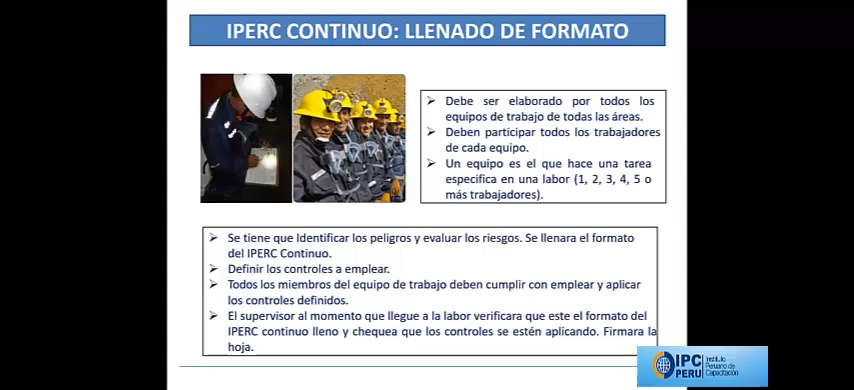 IPERC CONTINUO: LLENADO DE FORMATO
➢ Debe ser elaborado por todos los
equipos de trabajo de todas las áreas.
➢ Deben participar todos los trabajadores
de cada equipo.
➢ Un equipo es el que hace una tarea
especifica en una labor (1, 2, 3, 4, 5 o
más trabajadores).
➢ Se tiene que Identificar los peligros y evaluar los riesgos. Se llenara el formato
del IPERC Continuo.
➢ Definir los controles a emplear.
➢ Todos los miembros del equipo de trabajo deben cumplir con emplear y aplicar
los controles definidos.
➢ El supervisor al momento que llegue a la labor verificara que este el formato del
IPERC continuo lleno y chequea que los controles se estén aplicando. Firmara la
hoja.
IPC
PERU
Instituto
Peruano de
Capacitación